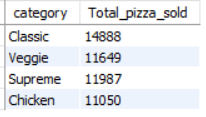 category Total_pizza_sold
Classic 14888
Veggie 11649
Supreme 11987
Chicken 11050